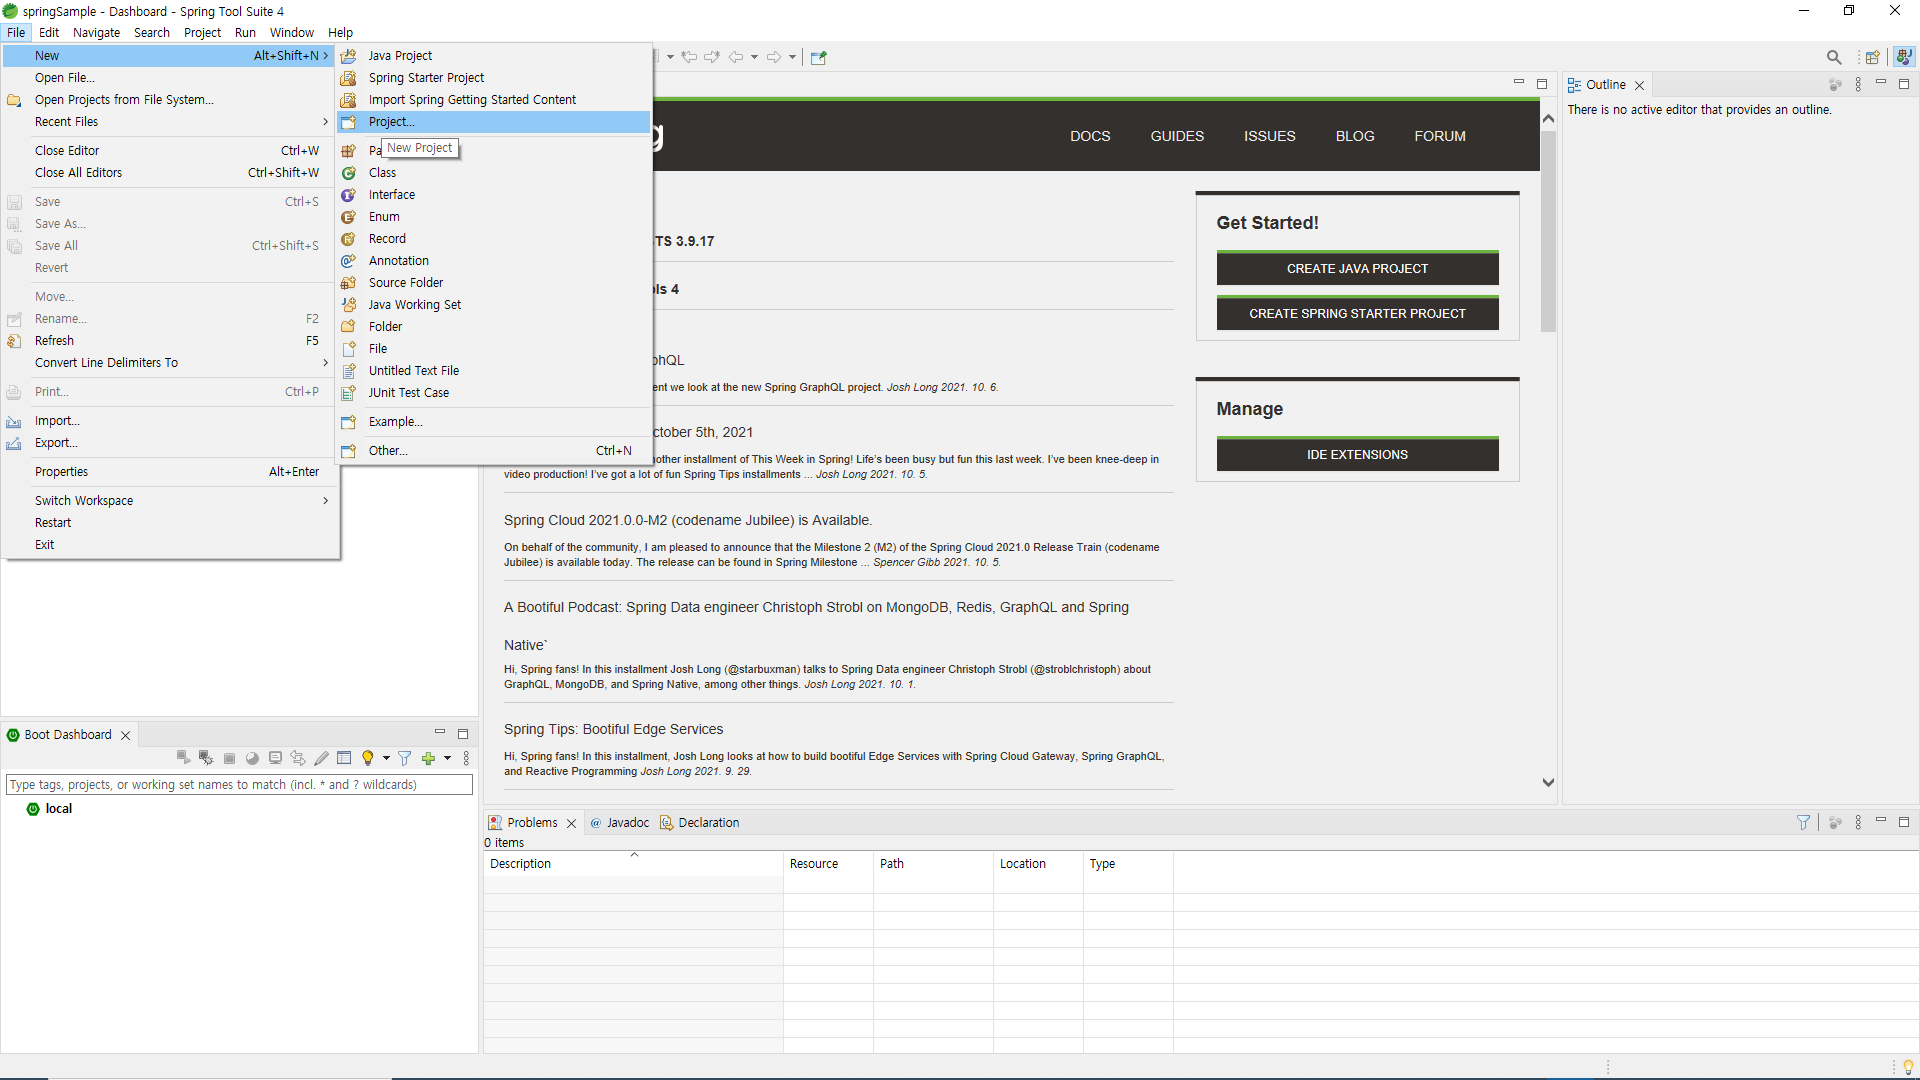 springSample - Dashboard - Spring Tool Suite 4
File Edit Navigate Search Project Run Window Help
New Alt+Shift+N
Open File...
Open Projects from File System...
Recent Files
Close Editor Ctrl+W
Close All Editors Ctrl+Shift+W
Save Ctrl+S
Save As...
Save All Ctrl+Shift+S
Revert
Move...
Rename... F2
Refresh F5
Convert Line Delimiters To
Print... Ctrl+P
Import...
Export...
Properties Alt+Enter
Switch Workspace
Restart
Exit
Java Project
Spring Starter Project
Import Spring Getting Started Content
Project...
New Project
Pa
Class
Interface
Enum
Record
Annotation
Source Folder
Java Working Set
Folder
File
Untitled Text File
JUnit Test Case
Example...
Other... Ctrl+N
g
DOCS GUIDES ISSUES BLOG FORUM
TS 3.9.17
ols 4
phQL
ent we look at the new Spring GraphQL project. Josh Long 2021. 10. 6.
ctober 5th, 2021
nother installment of This Week in Spring! Life's been busy but fun this last week. I've been knee-deep in
video production! I've got a lot of fun Spring Tips installments ... Josh Long 2021. 10. 5.
Spring Cloud 2021.0.0-M2 (codename Jubilee) is Available.
On behalf of the community, I am pleased to announce that the Milestone 2 (M2) of the Spring Cloud 2021.0 Release Train (codename
Jubilee) is available today. The release can be found in Spring Milestone ... Spencer Gibb 2021. 10. 5.
A Bootiful Podcast: Spring Data engineer Christoph Strobl on MongoDB, Redis, GraphQL and Spring
Native`
Hi, Spring fans! In this installment Josh Long (@starbuxman) talks to Spring Data engineer Christoph Strobl (@stroblchristoph) about
GraphQL, MongoDB, and Spring Native, among other things. Josh Long 2021. 10. 1.
Spring Tips: Bootiful Edge Services
Hi, Spring fans! In this installment, Josh Long looks at how to build bootiful Edge Services with Spring Cloud Gateway, Spring GraphQL,
and Reactive Programming Josh Long 2021. 9. 29.
Get Started!
CREATE JAVA PROJECT
CREATE SPRING STARTER PROJECT
Manage
IDE EXTENSIONS
Outline
There is no active editor that provides an outline.
Boot Dashboard
Type tags, projects, or working set names to match (incl. * and ? wildcards)
local
Problems Javadoc Declaration
0 items
Description Resource Path Location Type